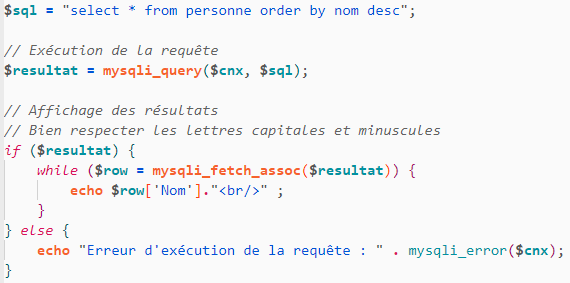 $sql = "select * from personne order by nom desc";
// Exécution de la requête
$resultat = mysqli_query($cnx, $sql);
// Affichage des résultats
// Bien respecter les lettres capitales et minuscules
if ($resultat) {
while ($row = mysqli_fetch_assoc($resultat)) {
echo $row['Nom']."<br/>" ;
}
} else {
echo "Erreur d'exécution de la requête : " . mysqli_error($cnx);
}